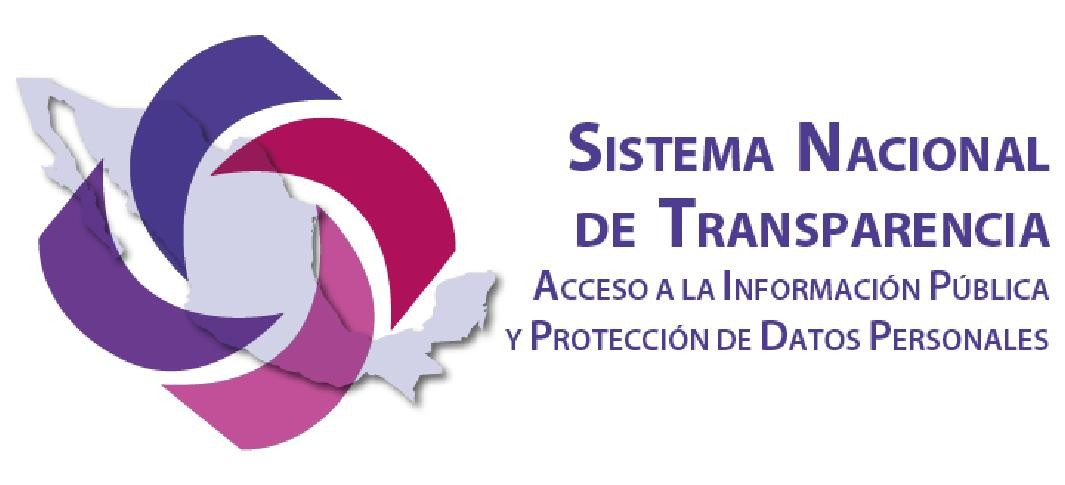 Sistema Nacional
de Transparencia
Acceso a la Información Pública
y Protección de Datos Personales